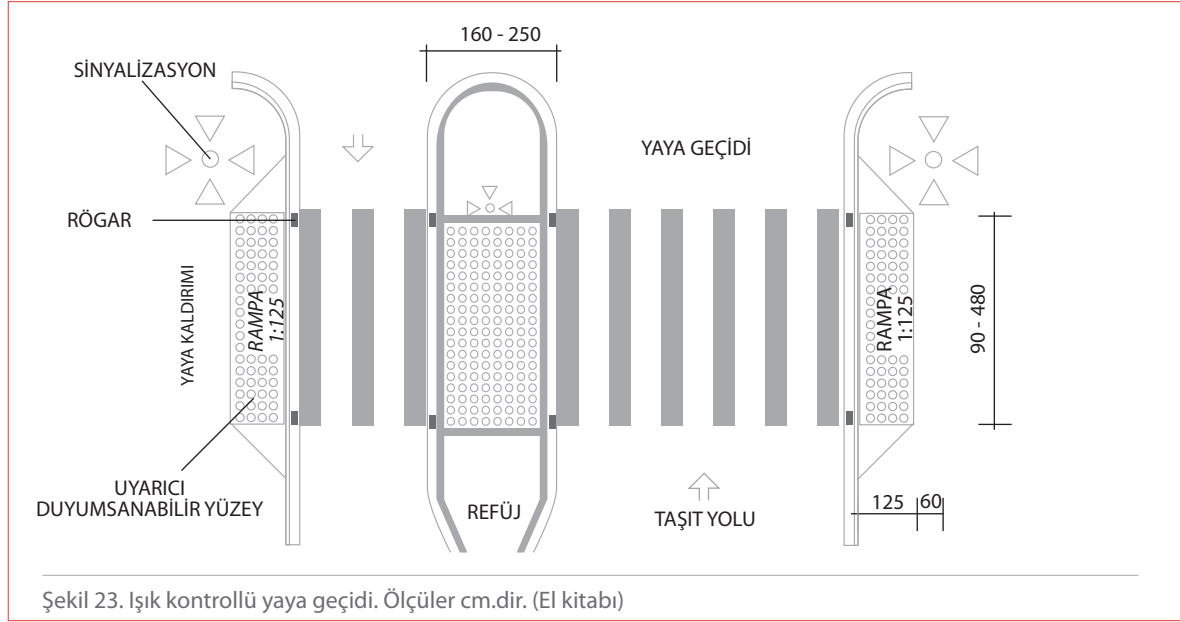 160 - 250
SİNYALİZASYON
YAYA GEÇİDİ
RÖGAR
YAYA KALDIRIMI
RAMPA
1:125
RAMPA
1:125
90 - 480
UYARICI
DUYUMSANABİLİR YÜZEY
REFÜJ
TAŞIT YOLU
125
60
Şekil 23. Işık kontrollü yaya geçidi. Ölçüler cm.dir. (El kitabı)